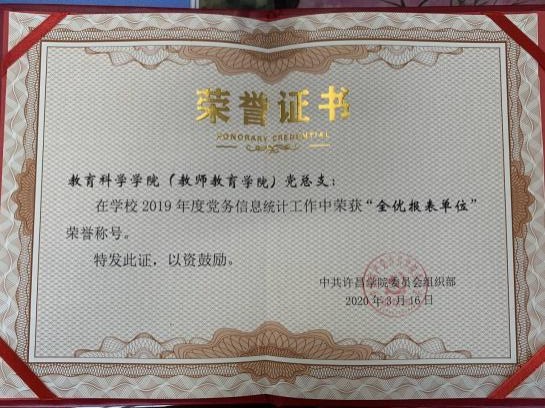 荣誉证书
HONORARY CREDENTIAL
教育科学学院（教师教育学院）党总支：
在学校2019年度党务信息统计工作中荣获“全优报表单位”
荣誉称号。
特发此证，以资鼓励。
中共许昌学院委员会组织部
2020年3月16日